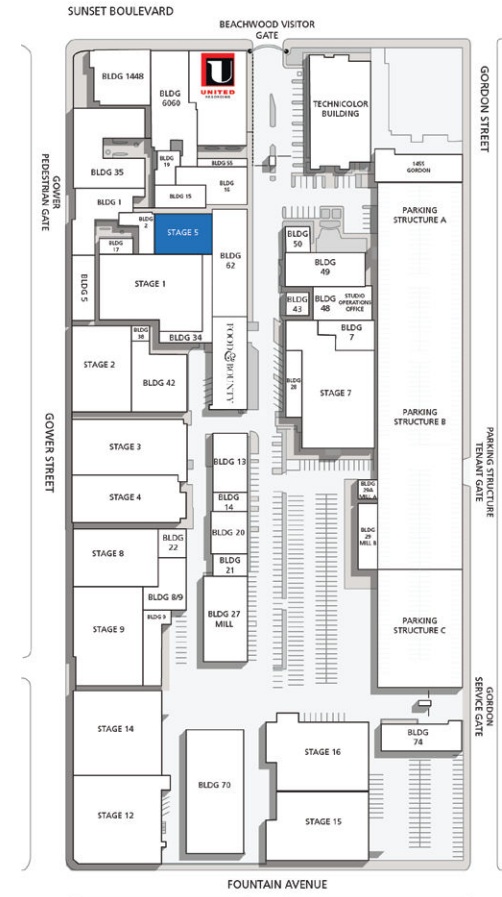 SUNSET BOULEVARD
BEACHWOOD VISITOR
GATE
BLDG 1448
BLDG
6060
U
UNITED
RECORDING
TECHNICOLOR
BUILDING
GORDON STREET
GOWER
PEDESTRIAN GATE
BLDG 35
BLDG
19
BLDG 55
BLDG
16
BLDG 15
1455
GORDON
BLDG 1
BLDG
2
STAGE 5
BLDG
17
BLDG
62
BLDG
50
BLDG
49
PARKING
STRUCTURE A
BLDG 5
STAGE 1
BLDG
43
BLDG
48
STUDIO
OPERATIONS
OFFICE
BLDG
7
BLDG
38
BLDG 34
FOOD & BOUNTY
STAGE 2
BLDG 42
BLDG
28
STAGE 7
GOWER STREET
PARKING
STRUCTURE B
PARKING STRUCTURE
TENANT GATE
STAGE 3
BLDG 13
STAGE 4
BLDG
14
BLDG
29A
MILL A
BLDG 20
BLDG
29
MILL B
STAGE 8
BLDG
22
BLDG
21
BLDG 8/9
BLDG 9
STAGE 9
BLDG 27
MILL
PARKING
STRUCTURE C
GORDON
SERVICE GATE
STAGE 14
STAGE 16
BLDG
74
BLDG 70
STAGE 12
STAGE 15
FOUNTAIN AVENUE